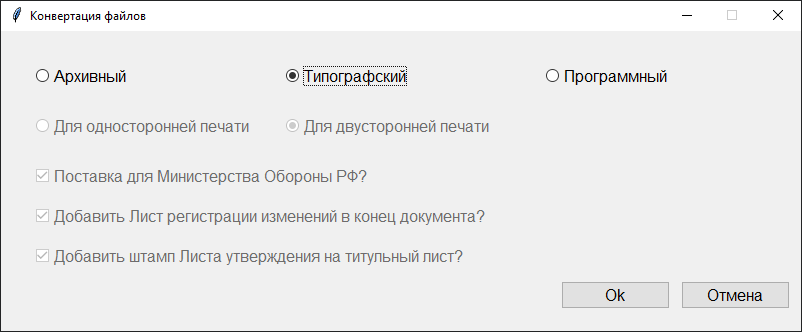 Конвертация файлов
Архивный Типографский Программный
Для односторонней печати Для двусторонней печати
Поставка для Министерства Обороны РФ?
Добавить Лист регистрации изменений в конец документа?
Добавить штамп Листа утверждения на титульный лист?
Ok Отмена